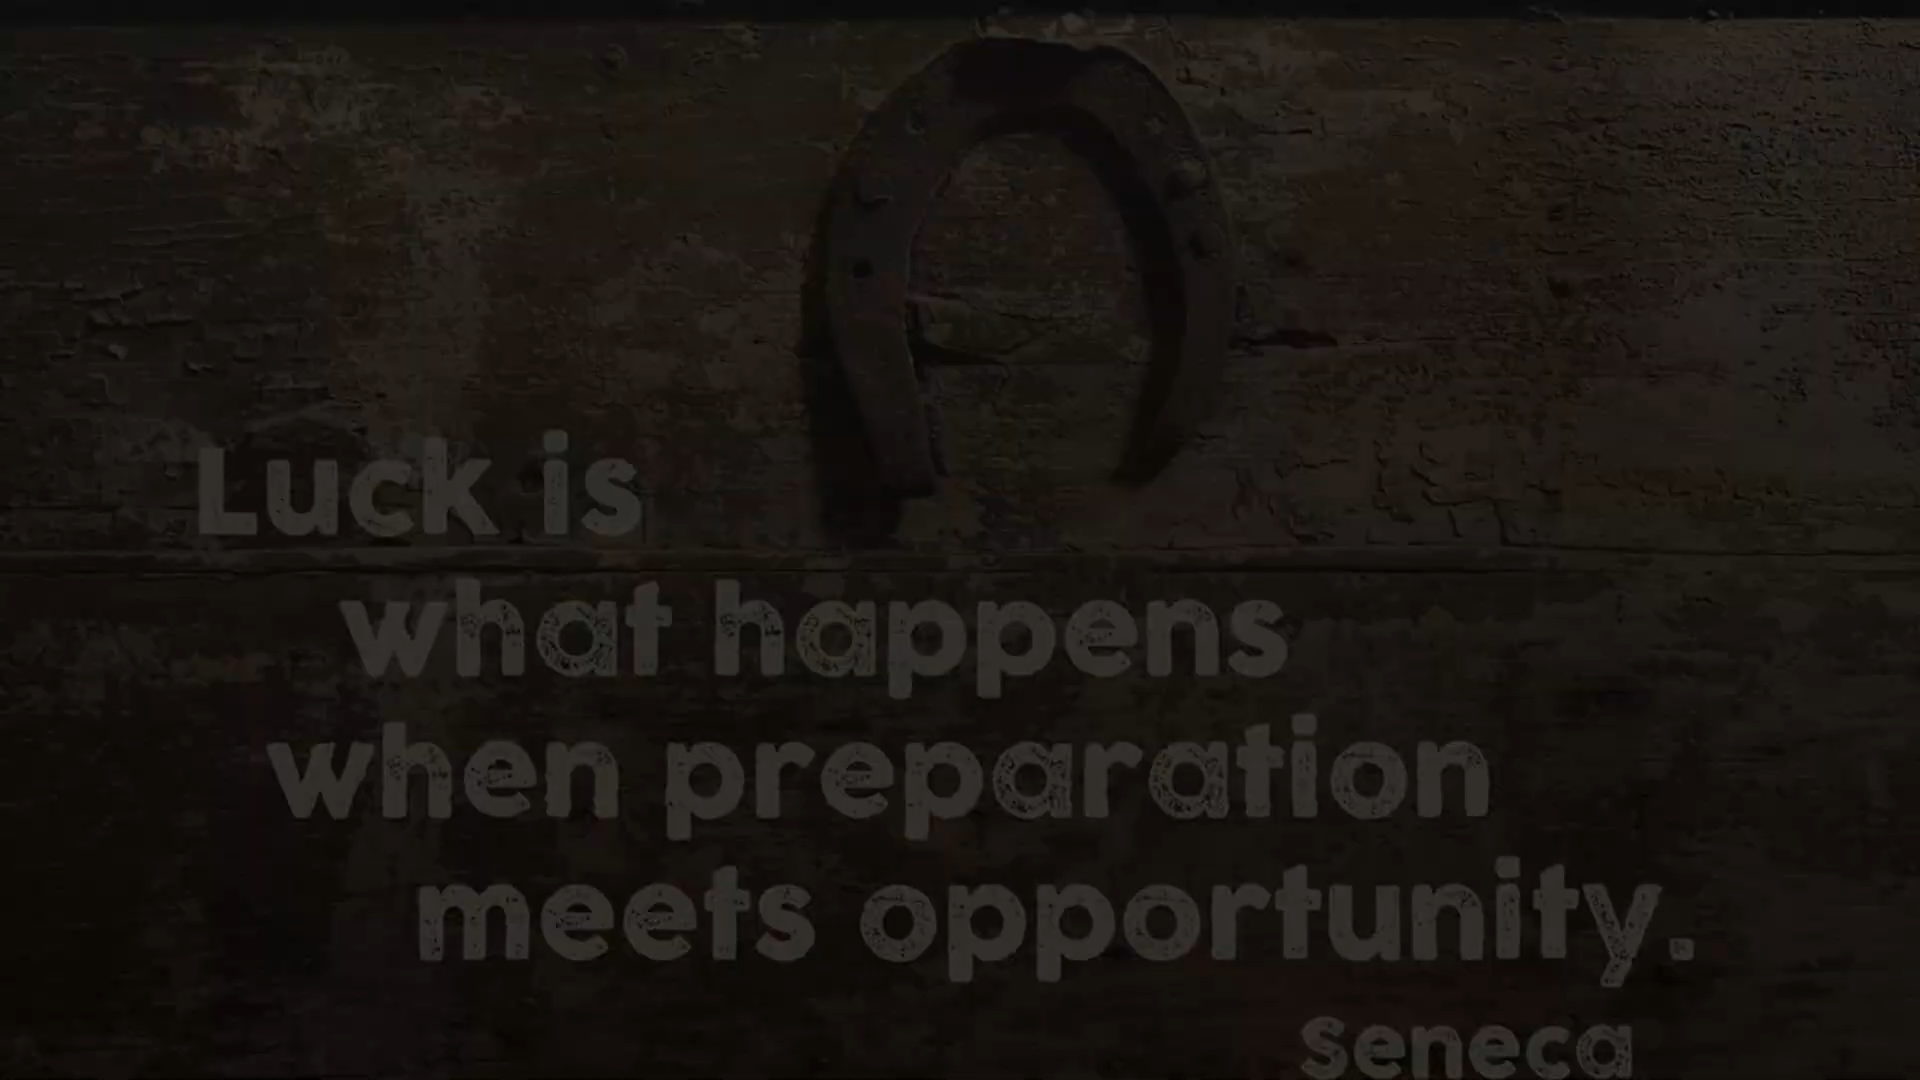 Luck is
what happens
when preparation
meets opportunity.
Seneca